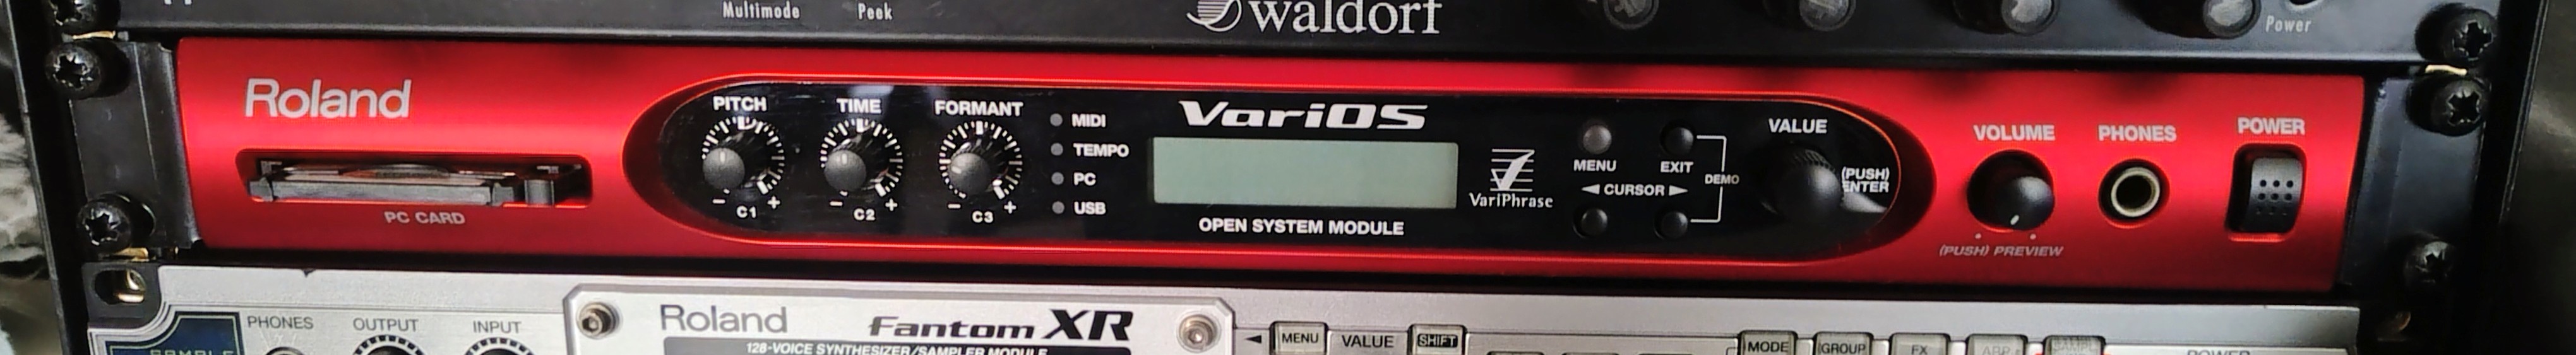 Multimode Peek
waldorf
Power
Roland
PC CARD
PITCH TIME FORMANT
- C1 + - C2 + - C3 +
MIDI
TEMPO
PC
USB
VariOS
OPEN SYSTEM MODULE
VariPhrase
MENU EXIT
◄ CURSOR ►
DEMO
VALUE
(PUSH)
ENTER
VOLUME PHONES POWER
(PUSH) PREVIEW
PHONES OUTPUT INPUT
Roland Fantom XR
128-VOICE SYNTHESIZER/SAMPLER MODULE
◄ MENU VALUE SHIFT
MODE GROUP FX